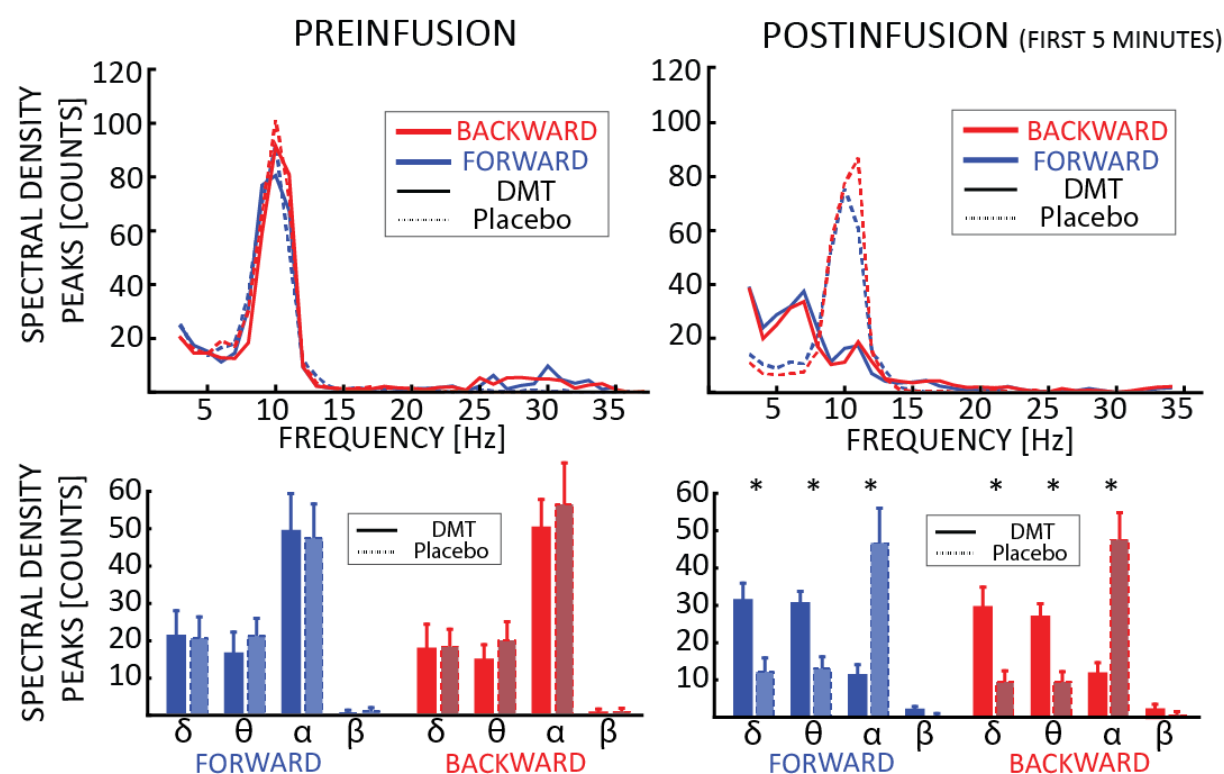 PREINFUSION
POSTINFUSION (FIRST 5 MINUTES)
SPECTRAL DENSITY
PEAKS [COUNTS]
120
100
80
60
40
20
BACKWARD
FORWARD
DMT
Placebo
5 10 15 20 25 30 35
FREQUENCY [Hz]
120
100
80
60
40
20
BACKWARD
FORWARD
DMT
Placebo
5 10 15 20 25 30 35
FREQUENCY [Hz]
SPECTRAL DENSITY
PEAKS [COUNTS]
60
50
40
30
20
10
DMT
Placebo
δ θ α β δ θ α β
FORWARD BACKWARD
60
50
40
30
20
10
* * * * * *
DMT
Placebo
δ θ α β δ θ α β
FORWARD BACKWARD